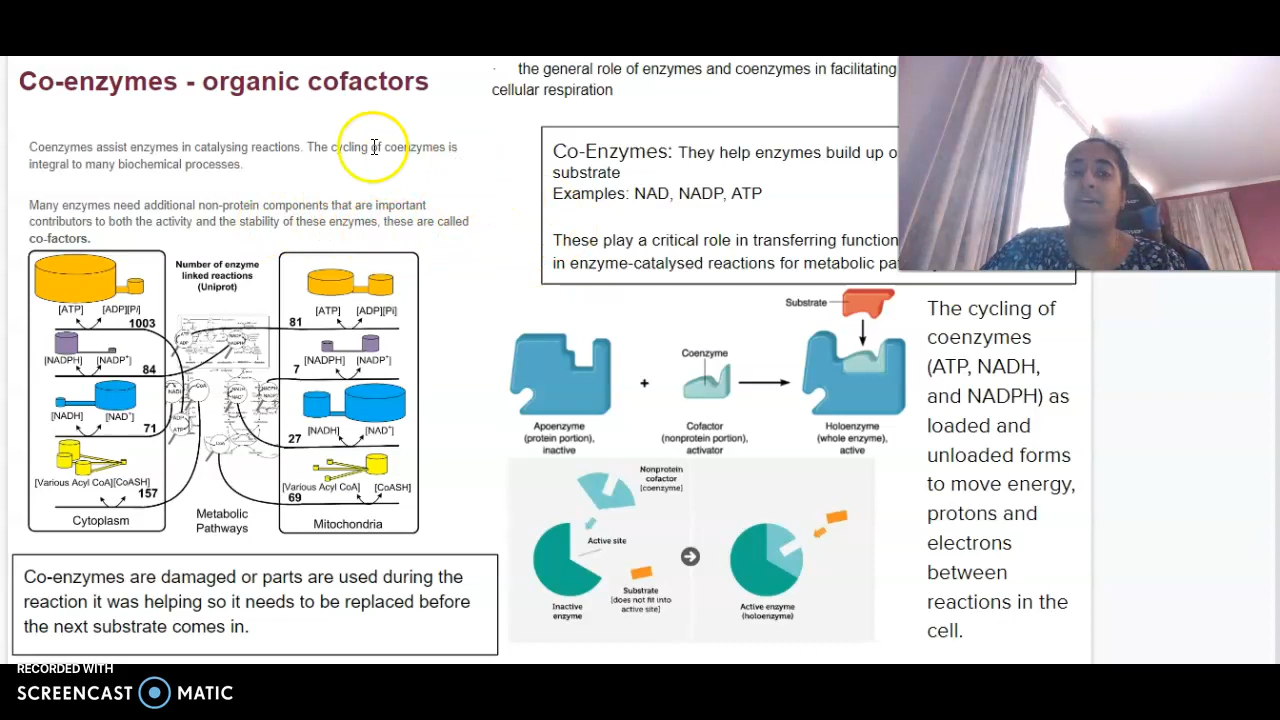 Co-enzymes - organic cofactors
Coenzymes assist enzymes in catalysing reactions. The cycling of coenzymes is
integral to many biochemical processes.
Many enzymes need additional non-protein components that are important
contributors to both the activity and the stability of these enzymes, these are called
co-factors.
[ATP] [ADP][Pi]
1003
[NADPH] [NADP⁺]
84
[NADH] [NAD⁺]
71
[Various Acyl CoA][CoASH]
157
Cytoplasm
Number of enzyme
linked reactions
(Uniprot)
Metabolic
Pathways
[ATP] [ADP][Pi]
81
[NADPH] [NADP⁺]
7
[NADH] [NAD⁺]
27
[Various Acyl CoA] [CoASH]
69
Mitochondria
Co-enzymes are damaged or parts are used during the
reaction it was helping so it needs to be replaced before
the next substrate comes in.
· the general role of enzymes and coenzymes in facilitating
cellular respiration
Co-Enzymes: They help enzymes build up o
substrate
Examples: NAD, NADP, ATP
These play a critical role in transferring function
in enzyme-catalysed reactions for metabolic pa
Substrate
Coenzyme
+
Apoenzyme
(protein portion),
inactive
Cofactor
(nonprotein portion),
activator
Holoenzyme
(whole enzyme),
active
Nonprotein
cofactor
[coenzyme]
Active site
Substrate
[does not fit into
active site]
Inactive
enzyme
Active enzyme
(holoenzyme)
The cycling of
coenzymes
(ATP, NADH,
and NADPH) as
loaded and
unloaded forms
to move energy,
protons and
electrons
between
reactions in the
cell.
RECORDED WITH
SCREENCAST MATIC